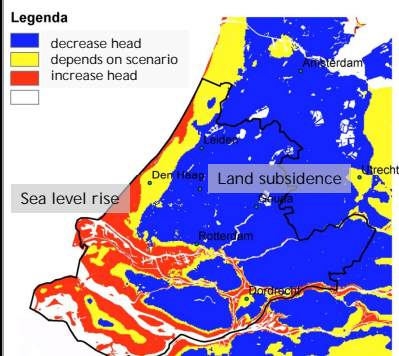 Legenda
decrease head
depends on scenario
increase head
Amsterdam
Leiden
Den Haag
Land subsidence
Utrecht
Sea level rise
Gouda
Rotterdam
Dordrecht